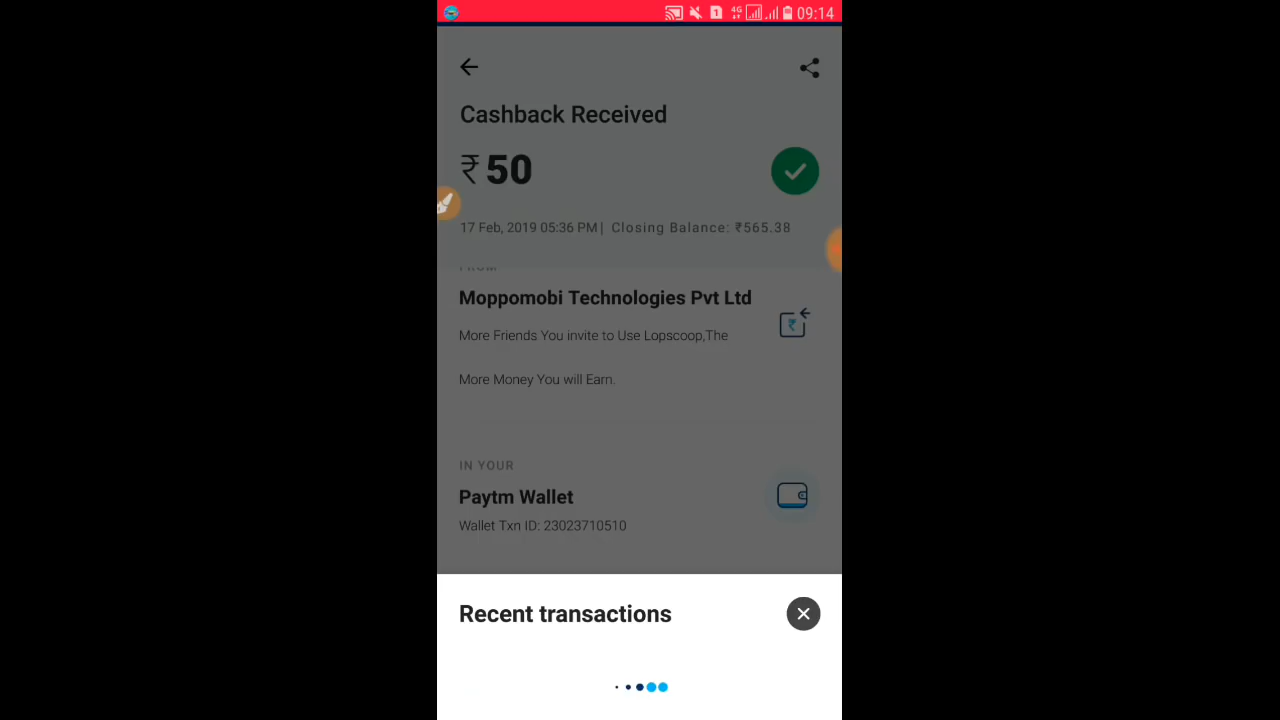 4G 09:14
Cashback Received
₹ 50
17 Feb, 2019 05:36 PM| Closing Balance: ₹565.38
FROM
Moppomobi Technologies Pvt Ltd
More Friends You invite to Use Lopscoop,The
More Money You will Earn.
IN YOUR
Paytm Wallet
Wallet Txn ID: 23023710510
Recent transactions